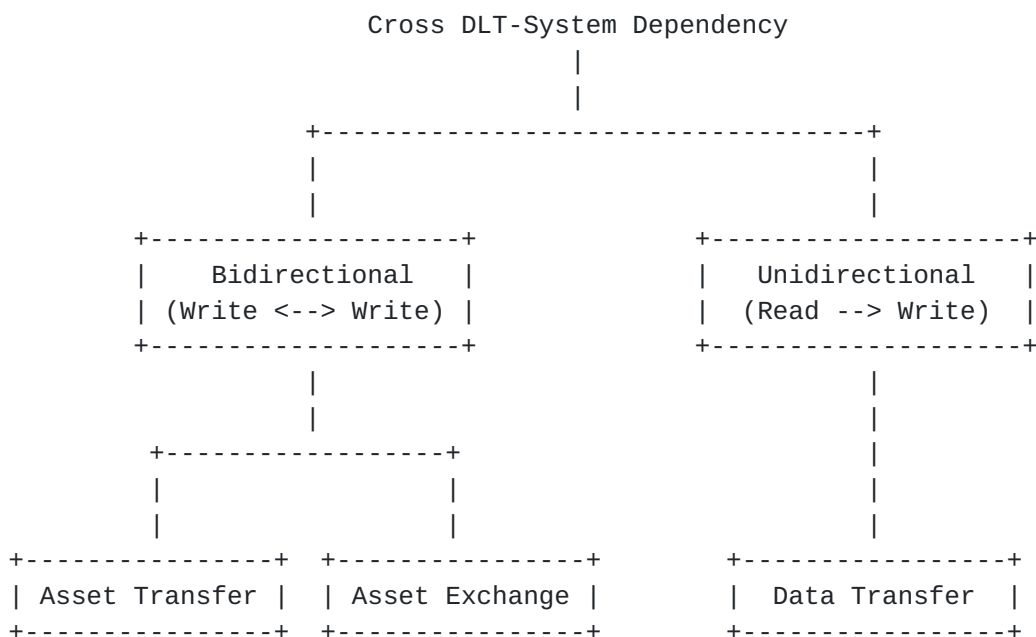 Cross DLT-System Dependency
Bidirectional Unidirectional
(Write <--> Write) (Read --> Write)
Asset Transfer Asset Exchange Data Transfer